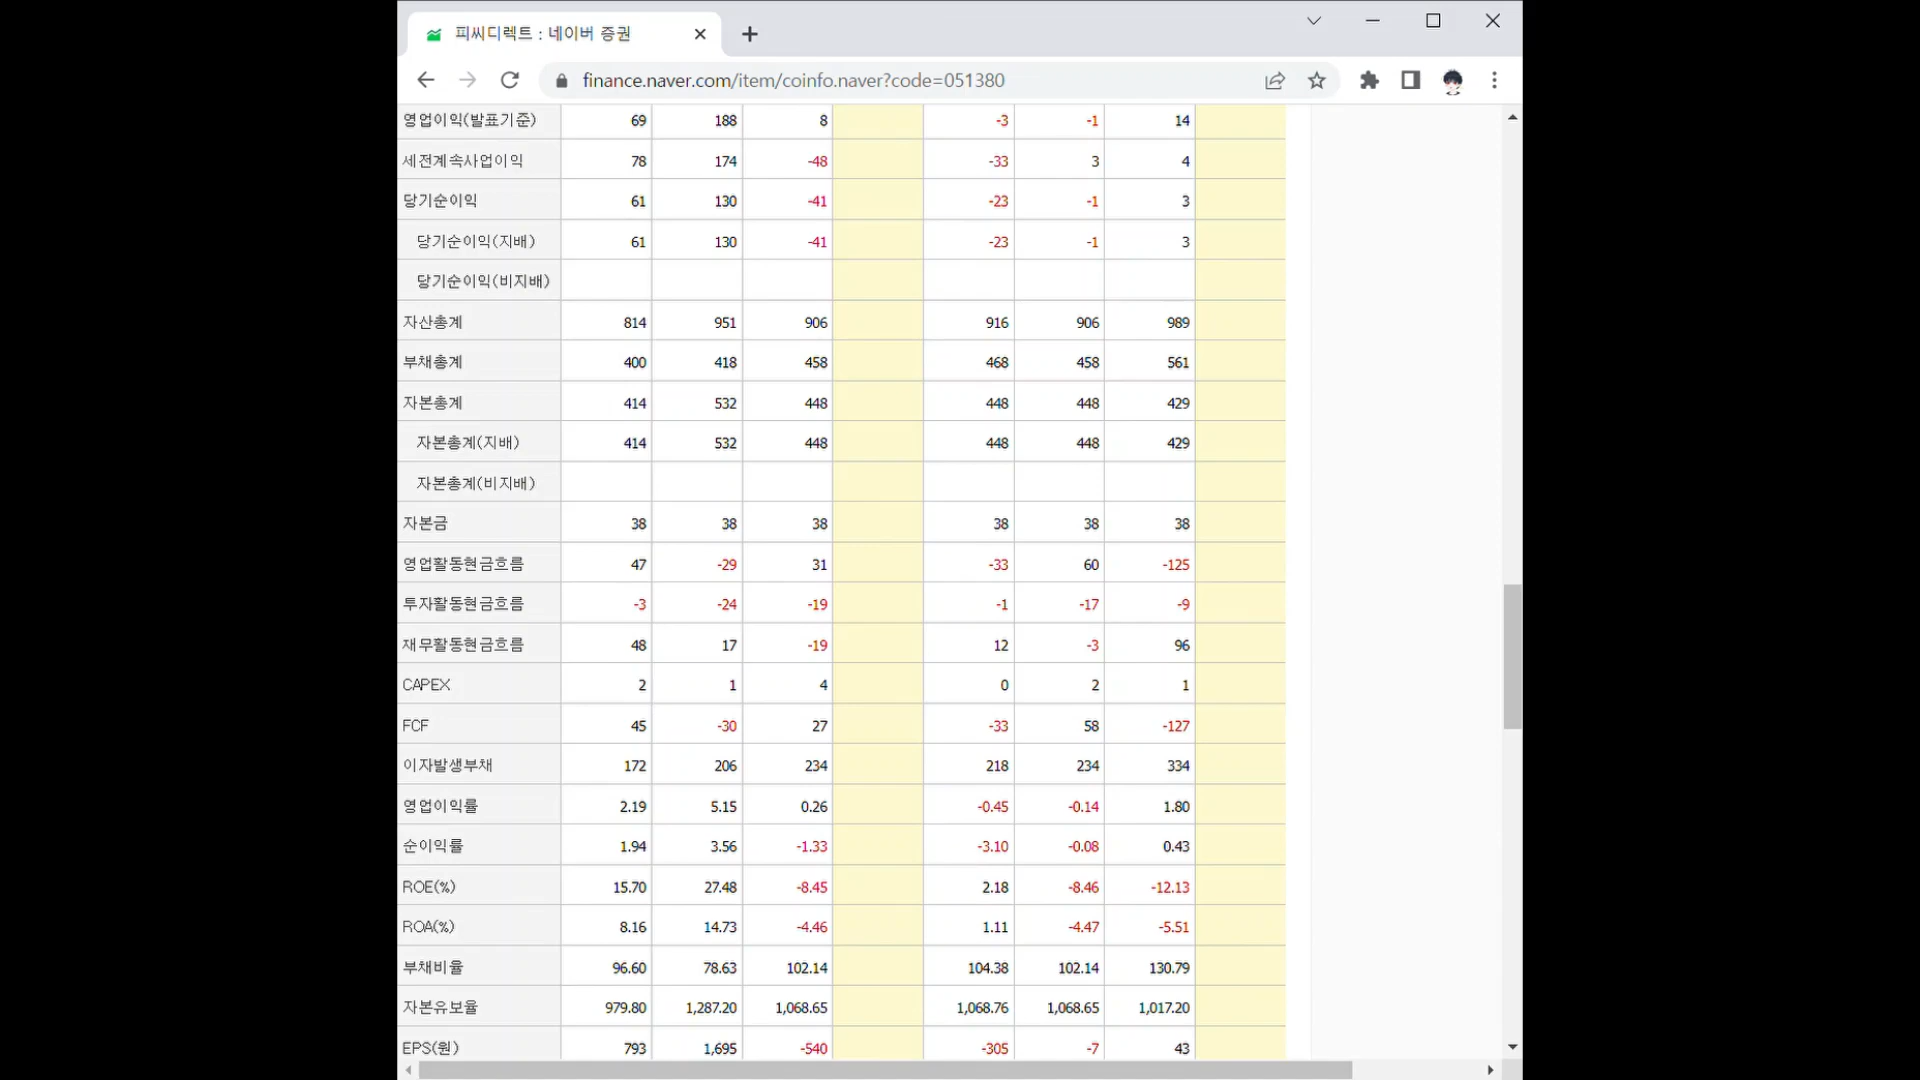 피씨디렉트 : 네이버 증권
finance.naver.com/item/coinfo.naver?code=051380
영업이익(발표기준) 69 188 8 -3 -1 14
세전계속사업이익 78 174 -48 -33 3 4
당기순이익 61 130 -41 -23 -1 3
당기순이익(지배) 61 130 -41 -23 -1 3
당기순이익(비지배)
자산총계 814 951 906 916 906 989
부채총계 400 418 458 468 458 561
자본총계 414 532 448 448 448 429
자본총계(지배) 414 532 448 448 448 429
자본총계(비지배)
자본금 38 38 38 38 38 38
영업활동현금흐름 47 -29 31 -33 60 -125
투자활동현금흐름 -3 -24 -19 -1 -17 -9
재무활동현금흐름 48 17 -19 12 -3 96
CAPEX 2 1 4 0 2 1
FCF 45 -30 27 -33 58 -127
이자발생부채 172 206 234 218 234 334
영업이익률 2.19 5.15 0.26 -0.45 -0.14 1.80
순이익률 1.94 3.56 -1.33 -3.10 -0.08 0.43
ROE(%) 15.70 27.48 -8.45 2.18 -8.46 -12.13
ROA(%) 8.16 14.73 -4.46 1.11 -4.47 -5.51
부채비율 96.60 78.63 102.14 104.38 102.14 130.79
자본유보율 979.80 1,287.20 1,068.65 1,068.76 1,068.65 1,017.20
EPS(원) 793 1,695 -540 -305 -7 43